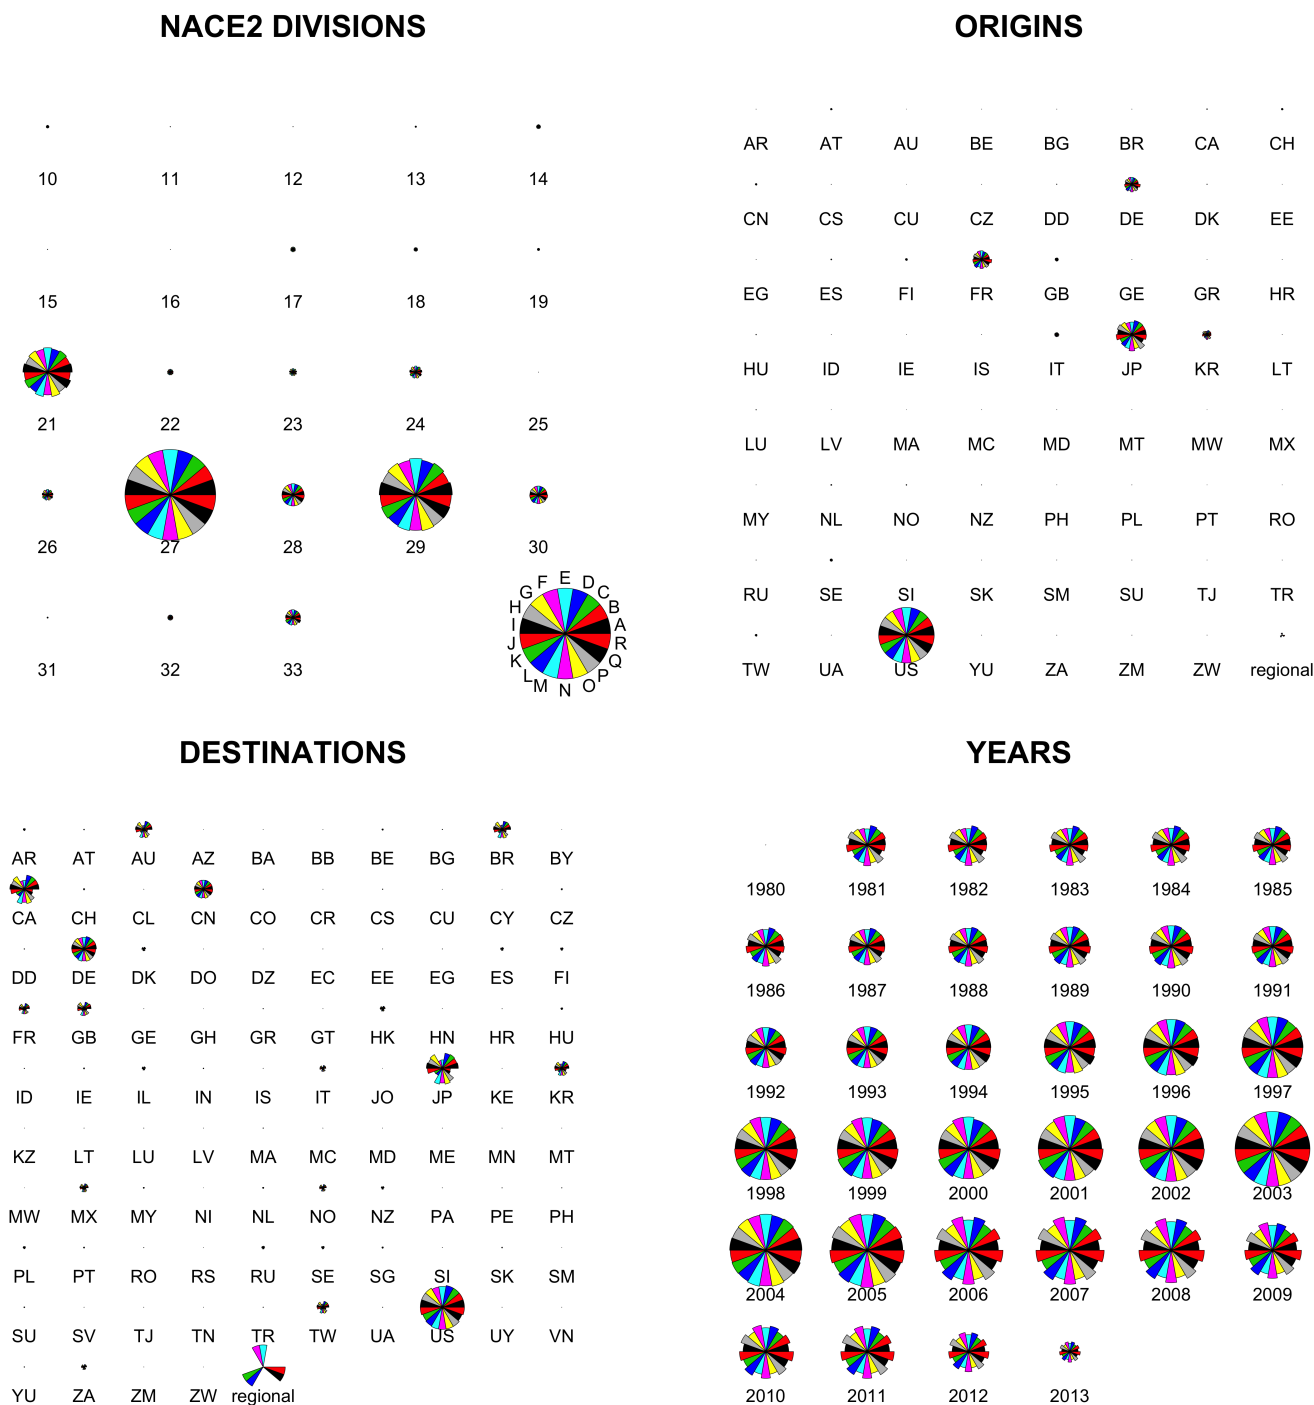 NACE2 DIVISIONS
10 11 12 13 14
15 16 17 18 19
21 22 23 24 25
26 27 28 29 30
31 32 33
A B C D E F G H I J K L M N O P Q R
ORIGINS
AR AT AU BE BG BR CA CH
CN CS CU CZ DD DE DK EE
EG ES FI FR GB GE GR HR
HU ID IE IS IT JP KR LT
LU LV MA MC MD MT MW MX
MY NL NO NZ PH PL PT RO
RU SE SI SK SM SU TJ TR
TW UA US YU ZA ZM ZW regional
DESTINATIONS
AR AT AU AZ BA BB BE BG BR BY
CA CH CL CN CO CR CS CU CY CZ
DD DE DK DO DZ EC EE EG ES FI
FR GB GE GH GR GT HK HN HR HU
ID IE IL IN IS IT JO JP KE KR
KZ LT LU LV MA MC MD ME MN MT
MW MX MY NI NL NO NZ PA PE PH
PL PT RO RS RU SE SG SI SK SM
SU SV TJ TN TR TW UA US UY VN
YU ZA ZM ZW regional
YEARS
1980 1981 1982 1983 1984 1985
1986 1987 1988 1989 1990 1991
1992 1993 1994 1995 1996 1997
1998 1999 2000 2001 2002 2003
2004 2005 2006 2007 2008 2009
2010 2011 2012 2013